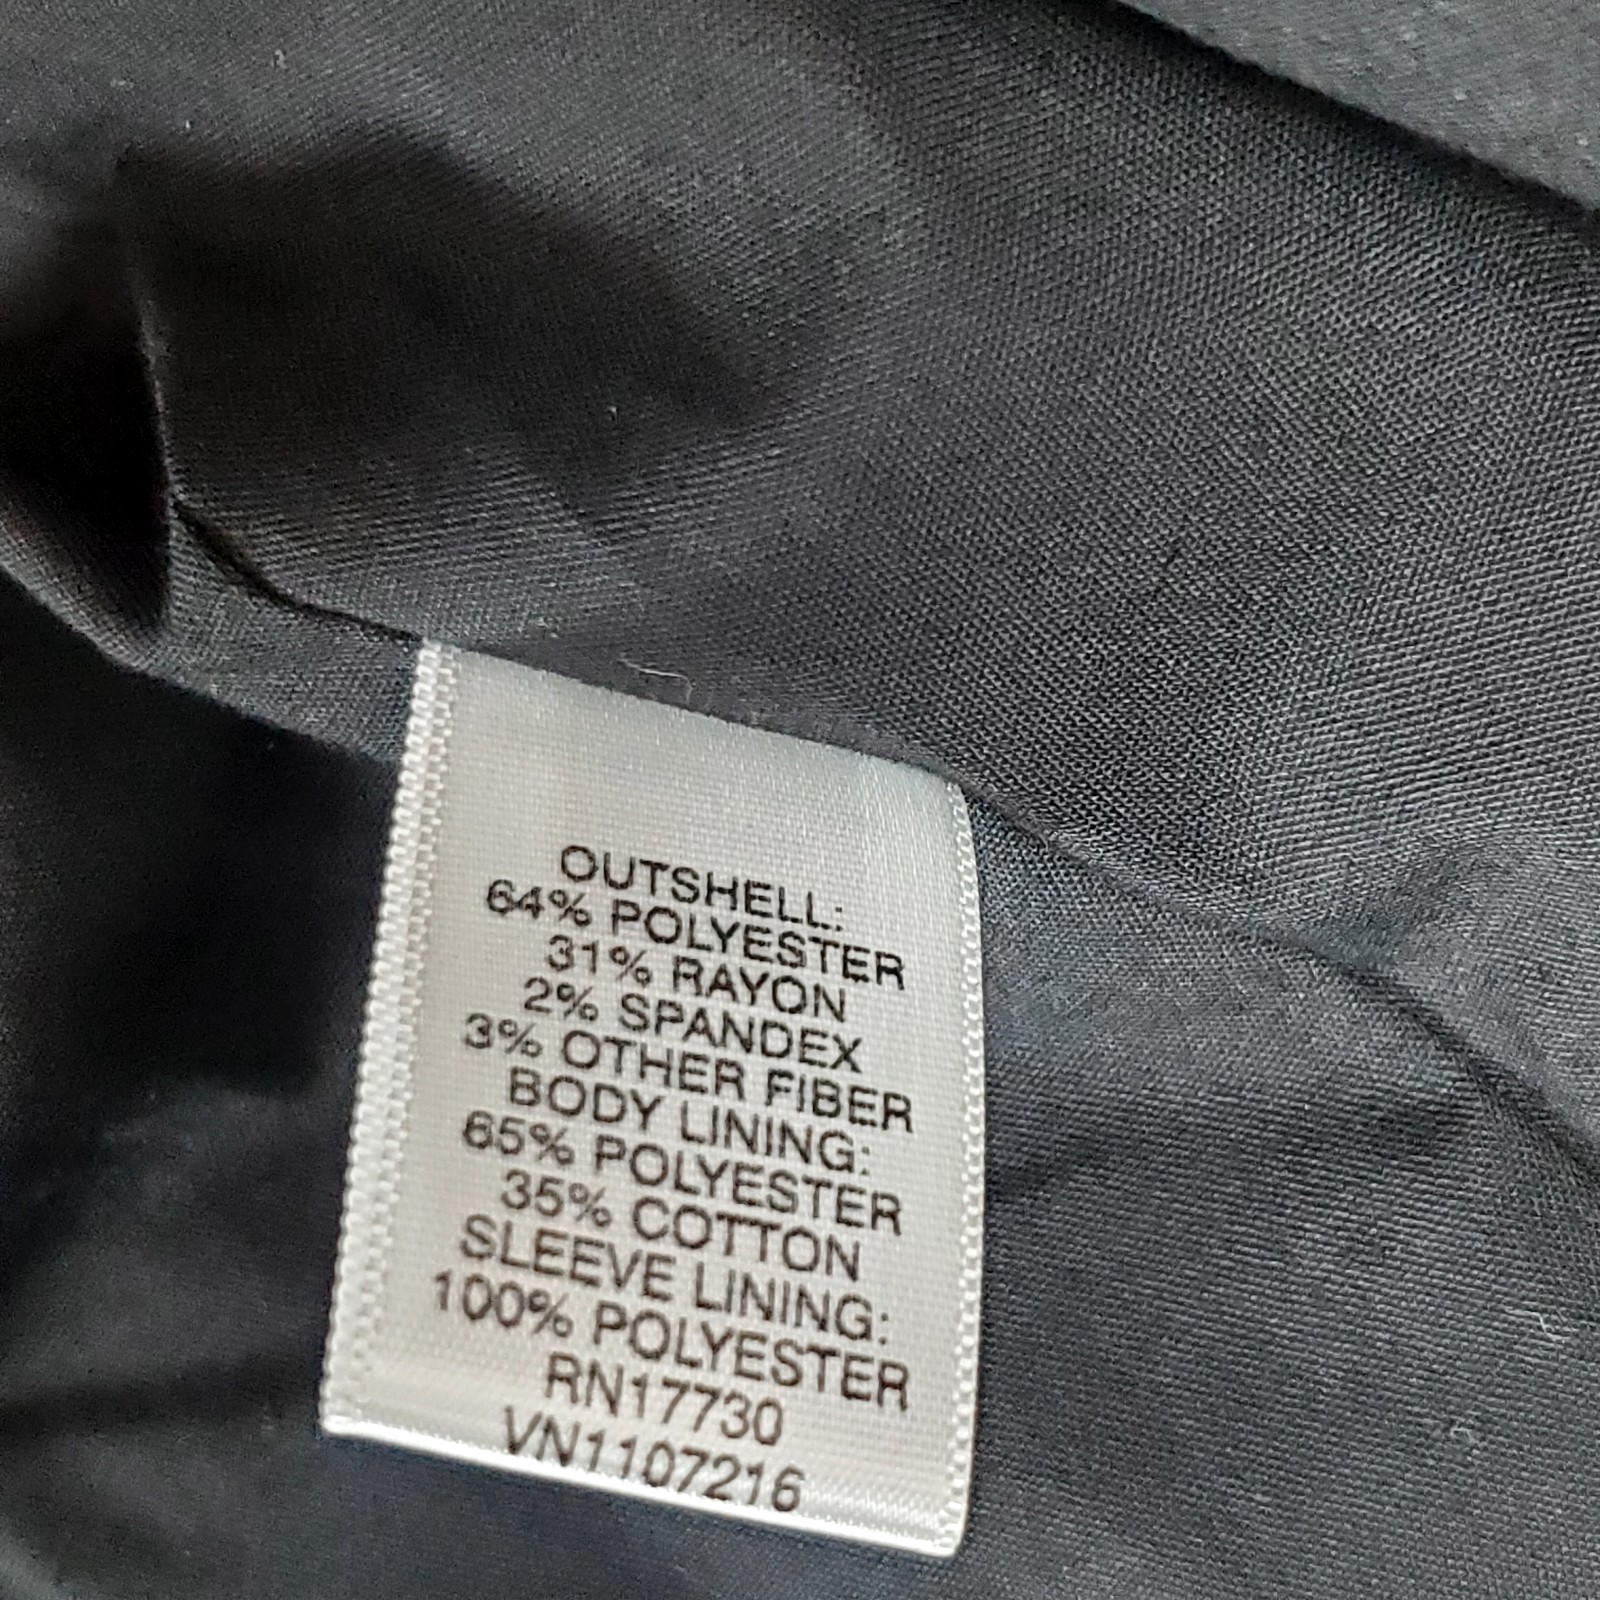 OUTSHELL:
64% POLYESTER
31% RAYON
2% SPANDEX
3% OTHER FIBER
BODY LINING:
65% POLYESTER
35% COTTON
SLEEVE LINING:
100% POLYESTER
RN17730
VN1107216